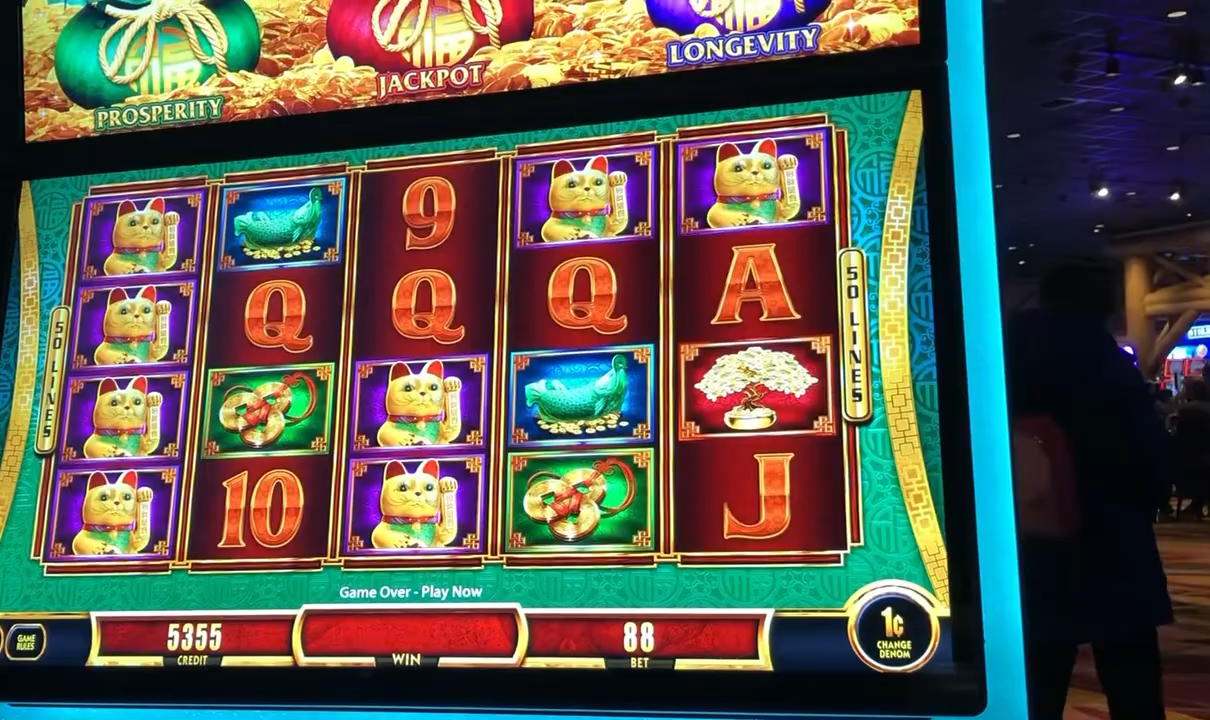 PROSPERITY
JACKPOT
LONGEVITY
50 LINES
50 LINES
9
Q
Q
Q
A
10
J
Game Over - Play Now
GAME
RULES
5355
CREDIT
WIN
88
BET
1¢
CHANGE
DENOM